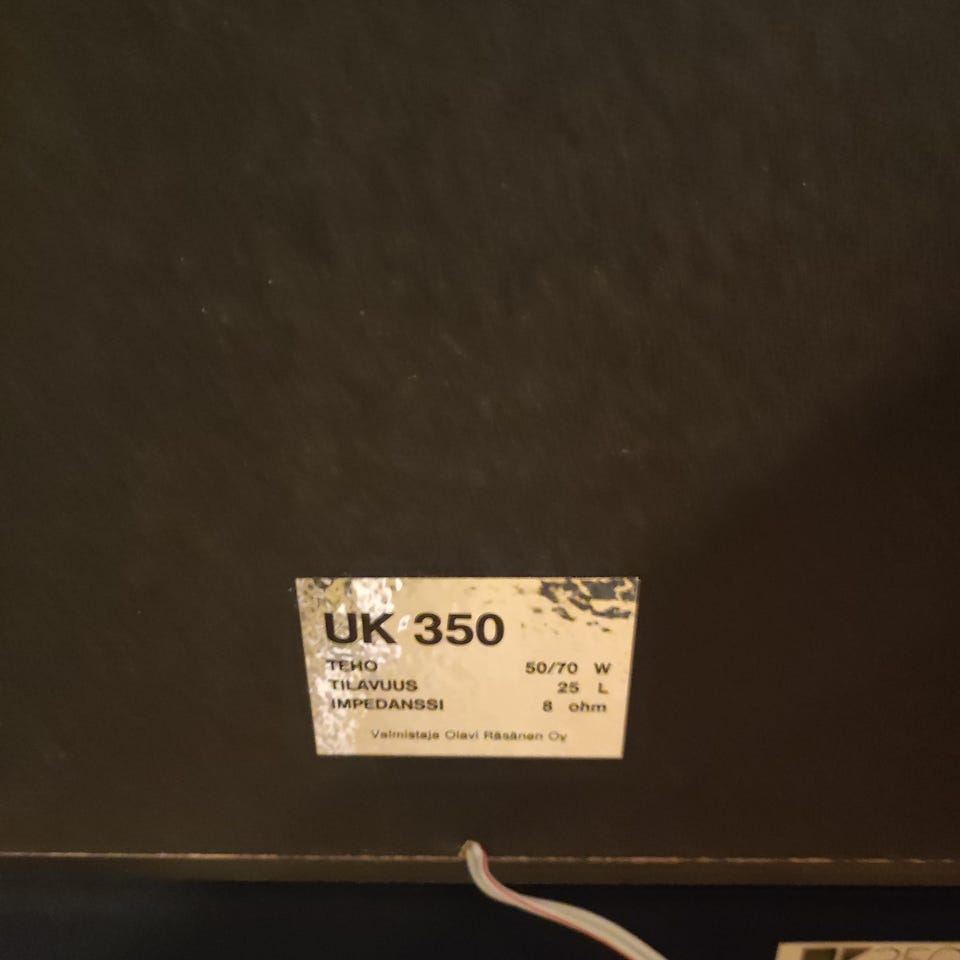 UK 350
TEHO 50/70 W
TILAVUUS 25 L
IMPEDANSSI 8 ohm
Valmistaja Olavi Räsänen Oy